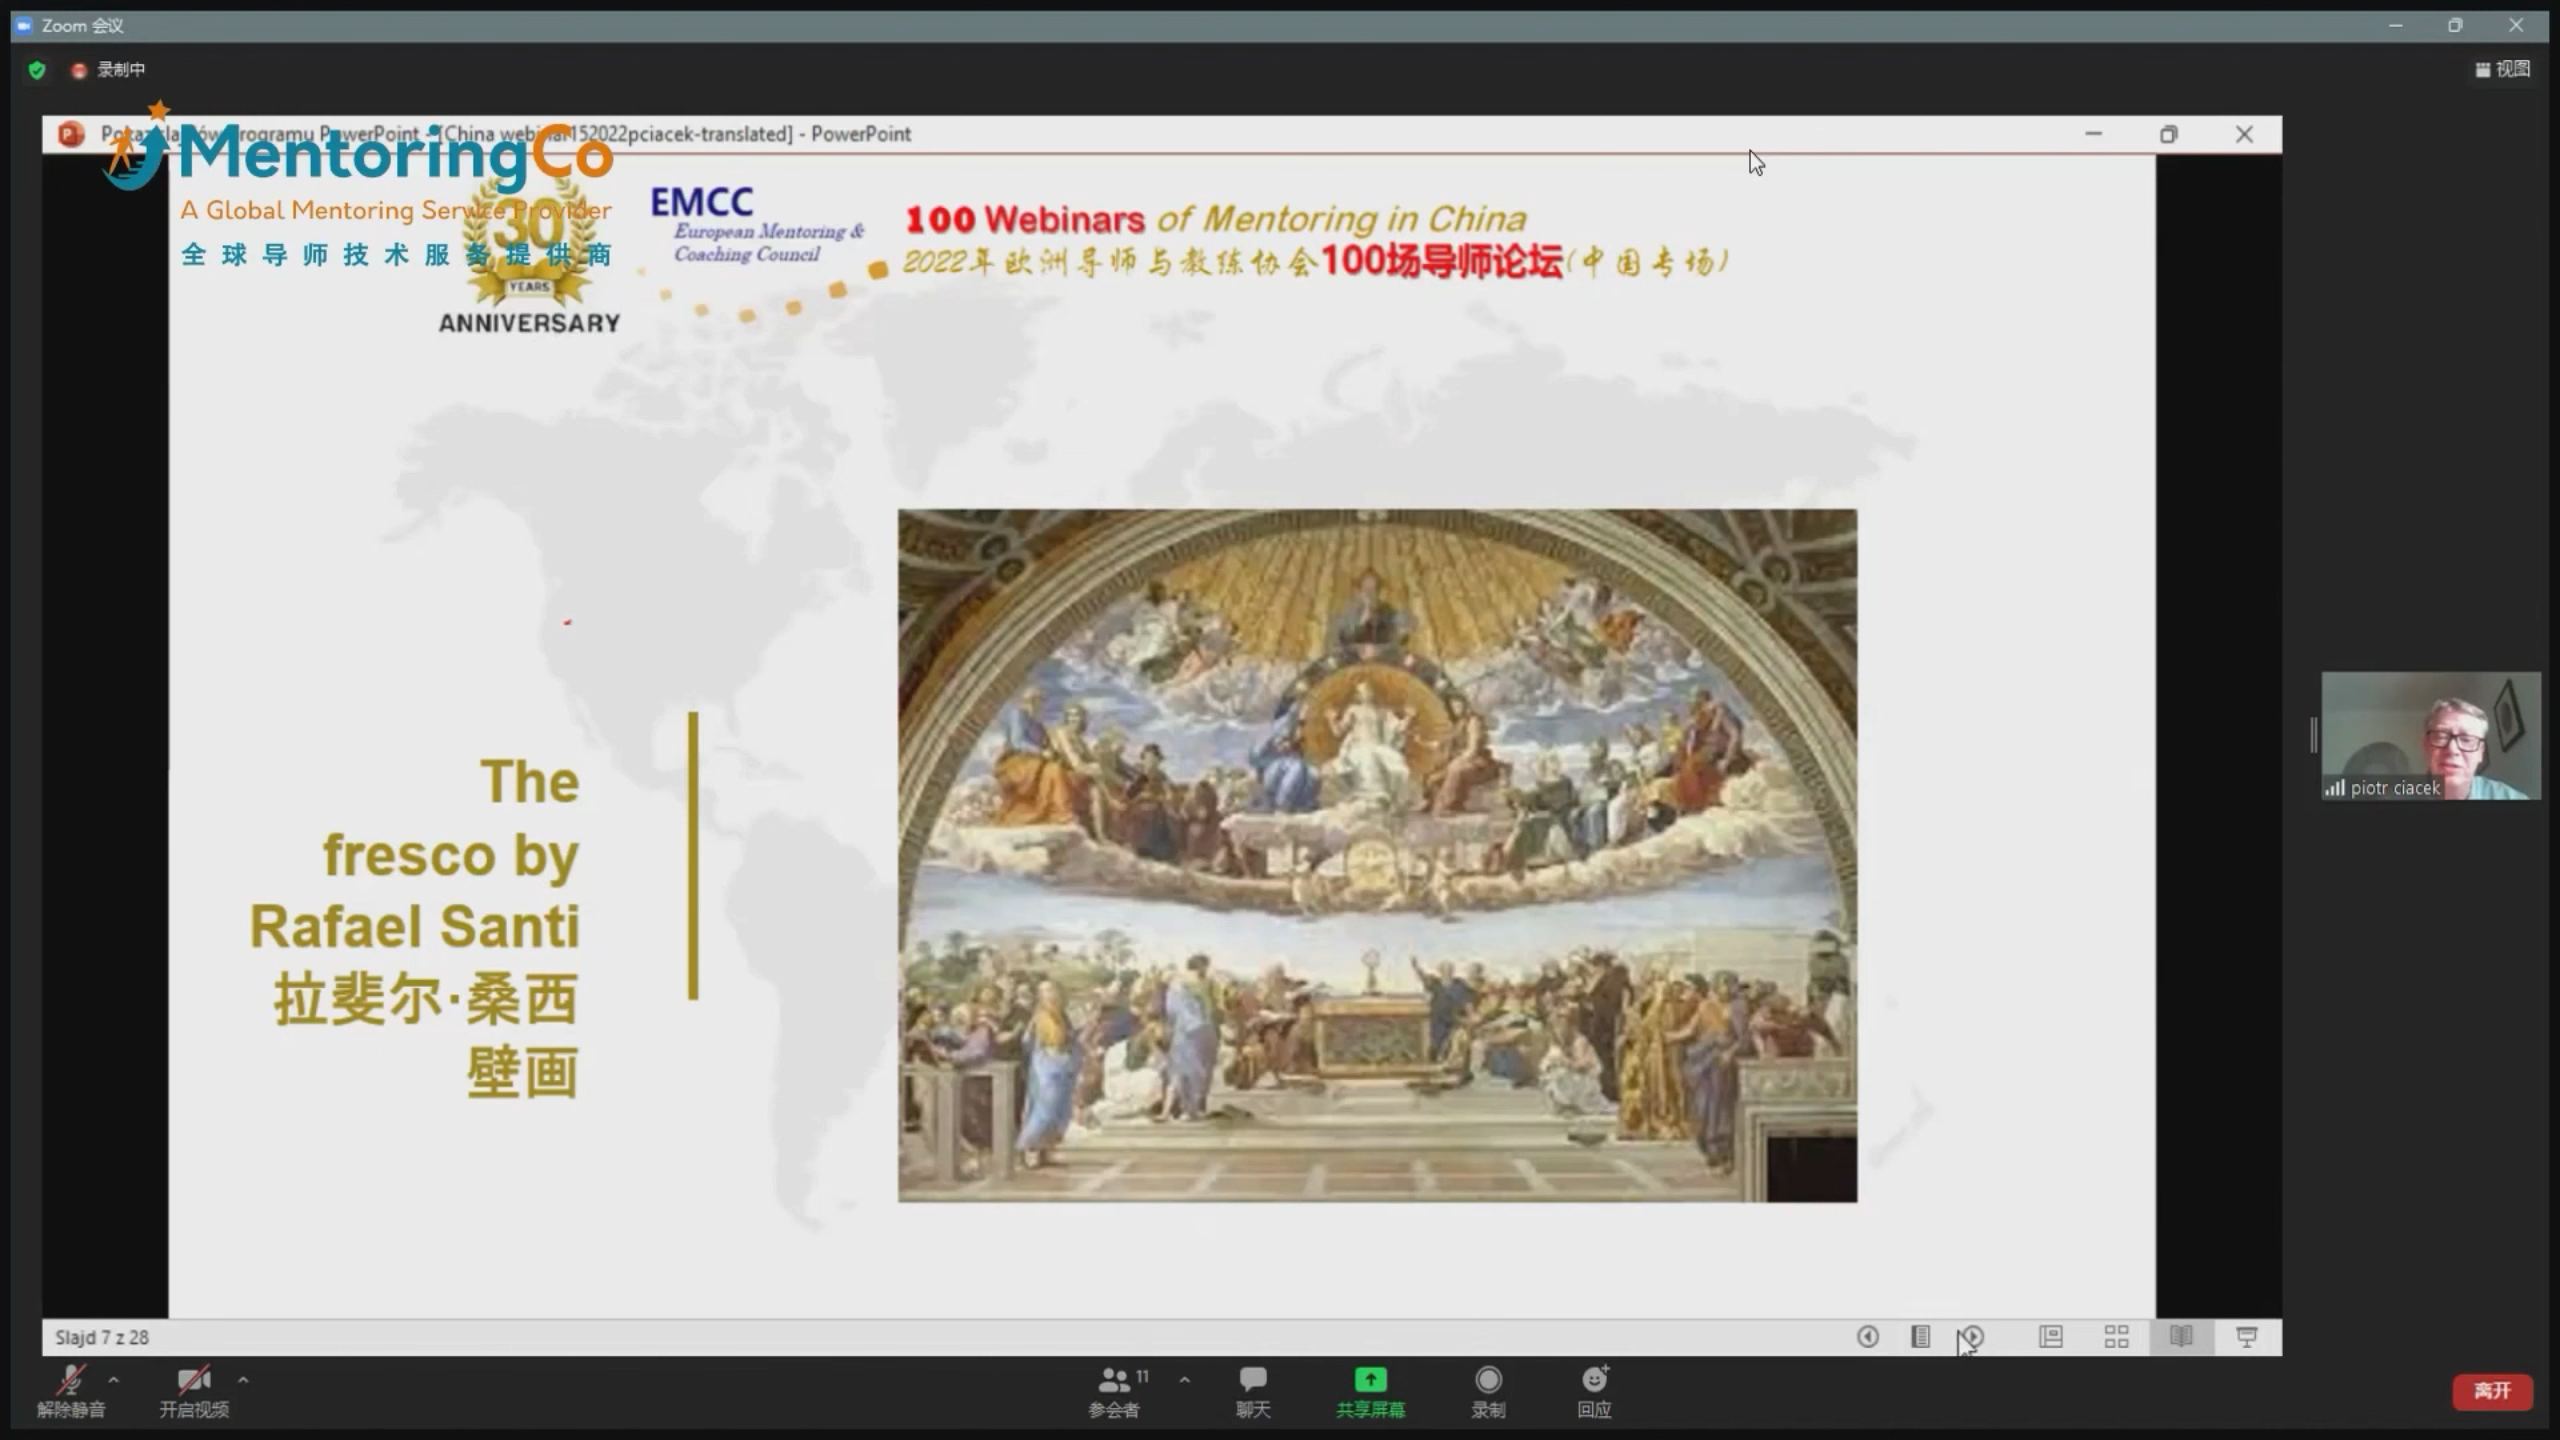 Zoom 会议
录制中
视图
PowerPoint - [China webinar152022pciacek-translated] - PowerPoint
MentoringCo
A Global Mentoring Service Provider
全球导师技术服务提供商
30
YEARS
ANNIVERSARY
EMCC
European Mentoring &
Coaching Council
100 Webinars of Mentoring in China
2022年欧洲导师与教练协会100场导师论坛(中国专场)
The
fresco by
Rafael Santi
拉斐尔·桑西
壁画
piotr ciacek
Slajd 7 z 28
解除静音
开启视频
参会者
11
聊天
共享屏幕
录制
回应
离开